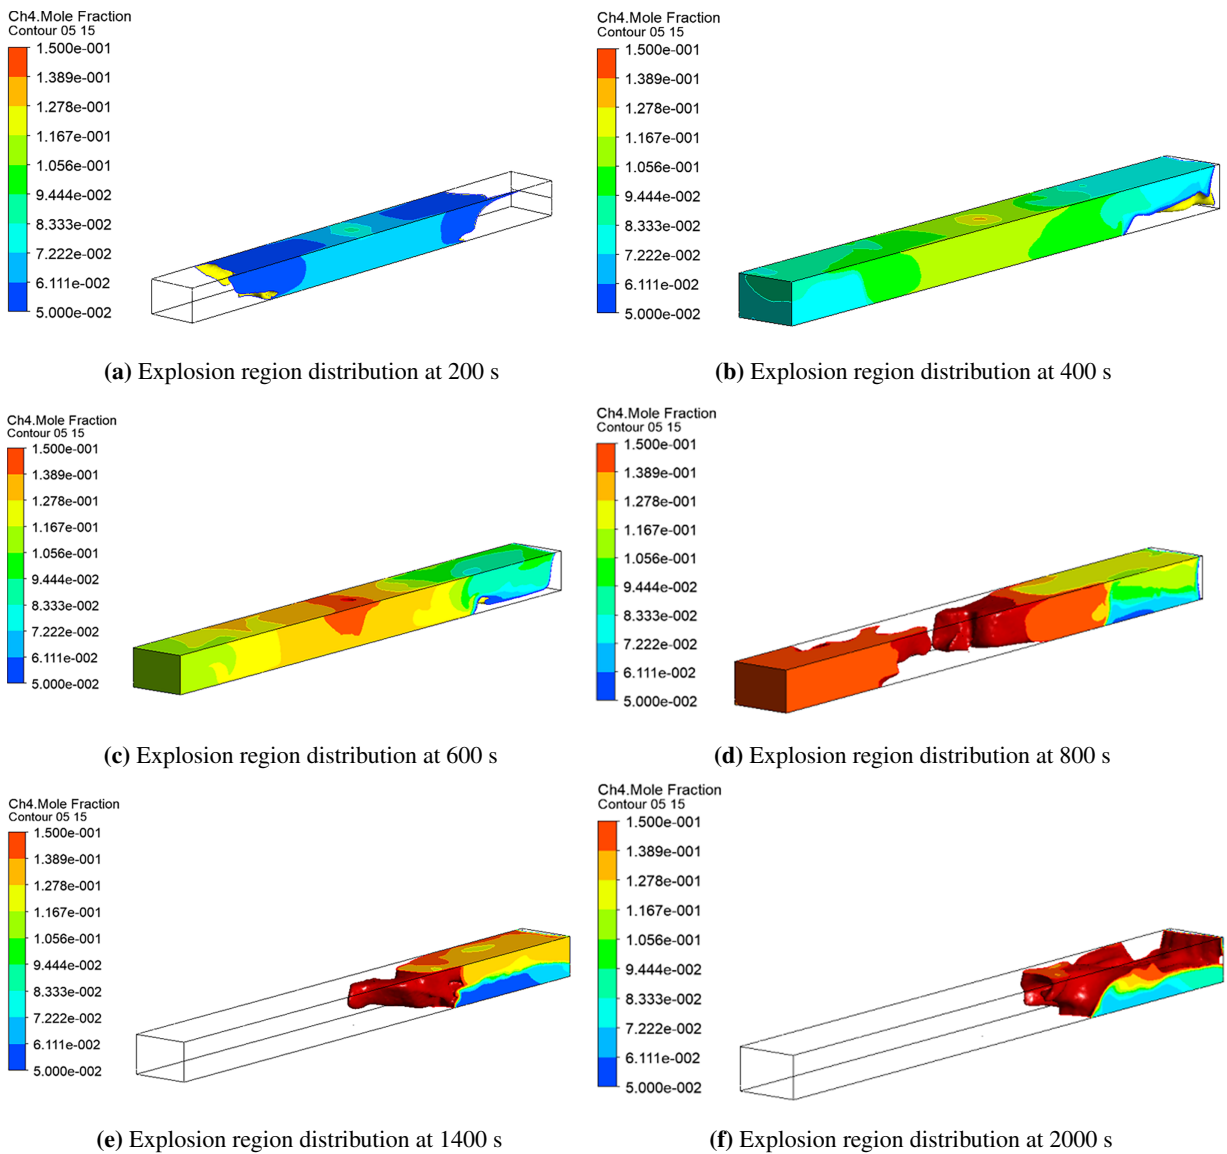 Ch4.Mole Fraction
Contour 05 15
1.500e-001
1.389e-001
1.278e-001
1.167e-001
1.056e-001
9.444e-002
8.333e-002
7.222e-002
6.111e-002
5.000e-002
(a) Explosion region distribution at 200 s
Ch4.Mole Fraction
Contour 05 15
1.500e-001
1.389e-001
1.278e-001
1.167e-001
1.056e-001
9.444e-002
8.333e-002
7.222e-002
6.111e-002
5.000e-002
(b) Explosion region distribution at 400 s
Ch4.Mole Fraction
Contour 05 15
1.500e-001
1.389e-001
1.278e-001
1.167e-001
1.056e-001
9.444e-002
8.333e-002
7.222e-002
6.111e-002
5.000e-002
(c) Explosion region distribution at 600 s
Ch4.Mole Fraction
Contour 05 15
1.500e-001
1.389e-001
1.278e-001
1.167e-001
1.056e-001
9.444e-002
8.333e-002
7.222e-002
6.111e-002
5.000e-002
(d) Explosion region distribution at 800 s
Ch4.Mole Fraction
Contour 05 15
1.500e-001
1.389e-001
1.278e-001
1.167e-001
1.056e-001
9.444e-002
8.333e-002
7.222e-002
6.111e-002
5.000e-002
(e) Explosion region distribution at 1400 s
Ch4.Mole Fraction
Contour 05 15
1.500e-001
1.389e-001
1.278e-001
1.167e-001
1.056e-001
9.444e-002
8.333e-002
7.222e-002
6.111e-002
5.000e-002
(f) Explosion region distribution at 2000 s